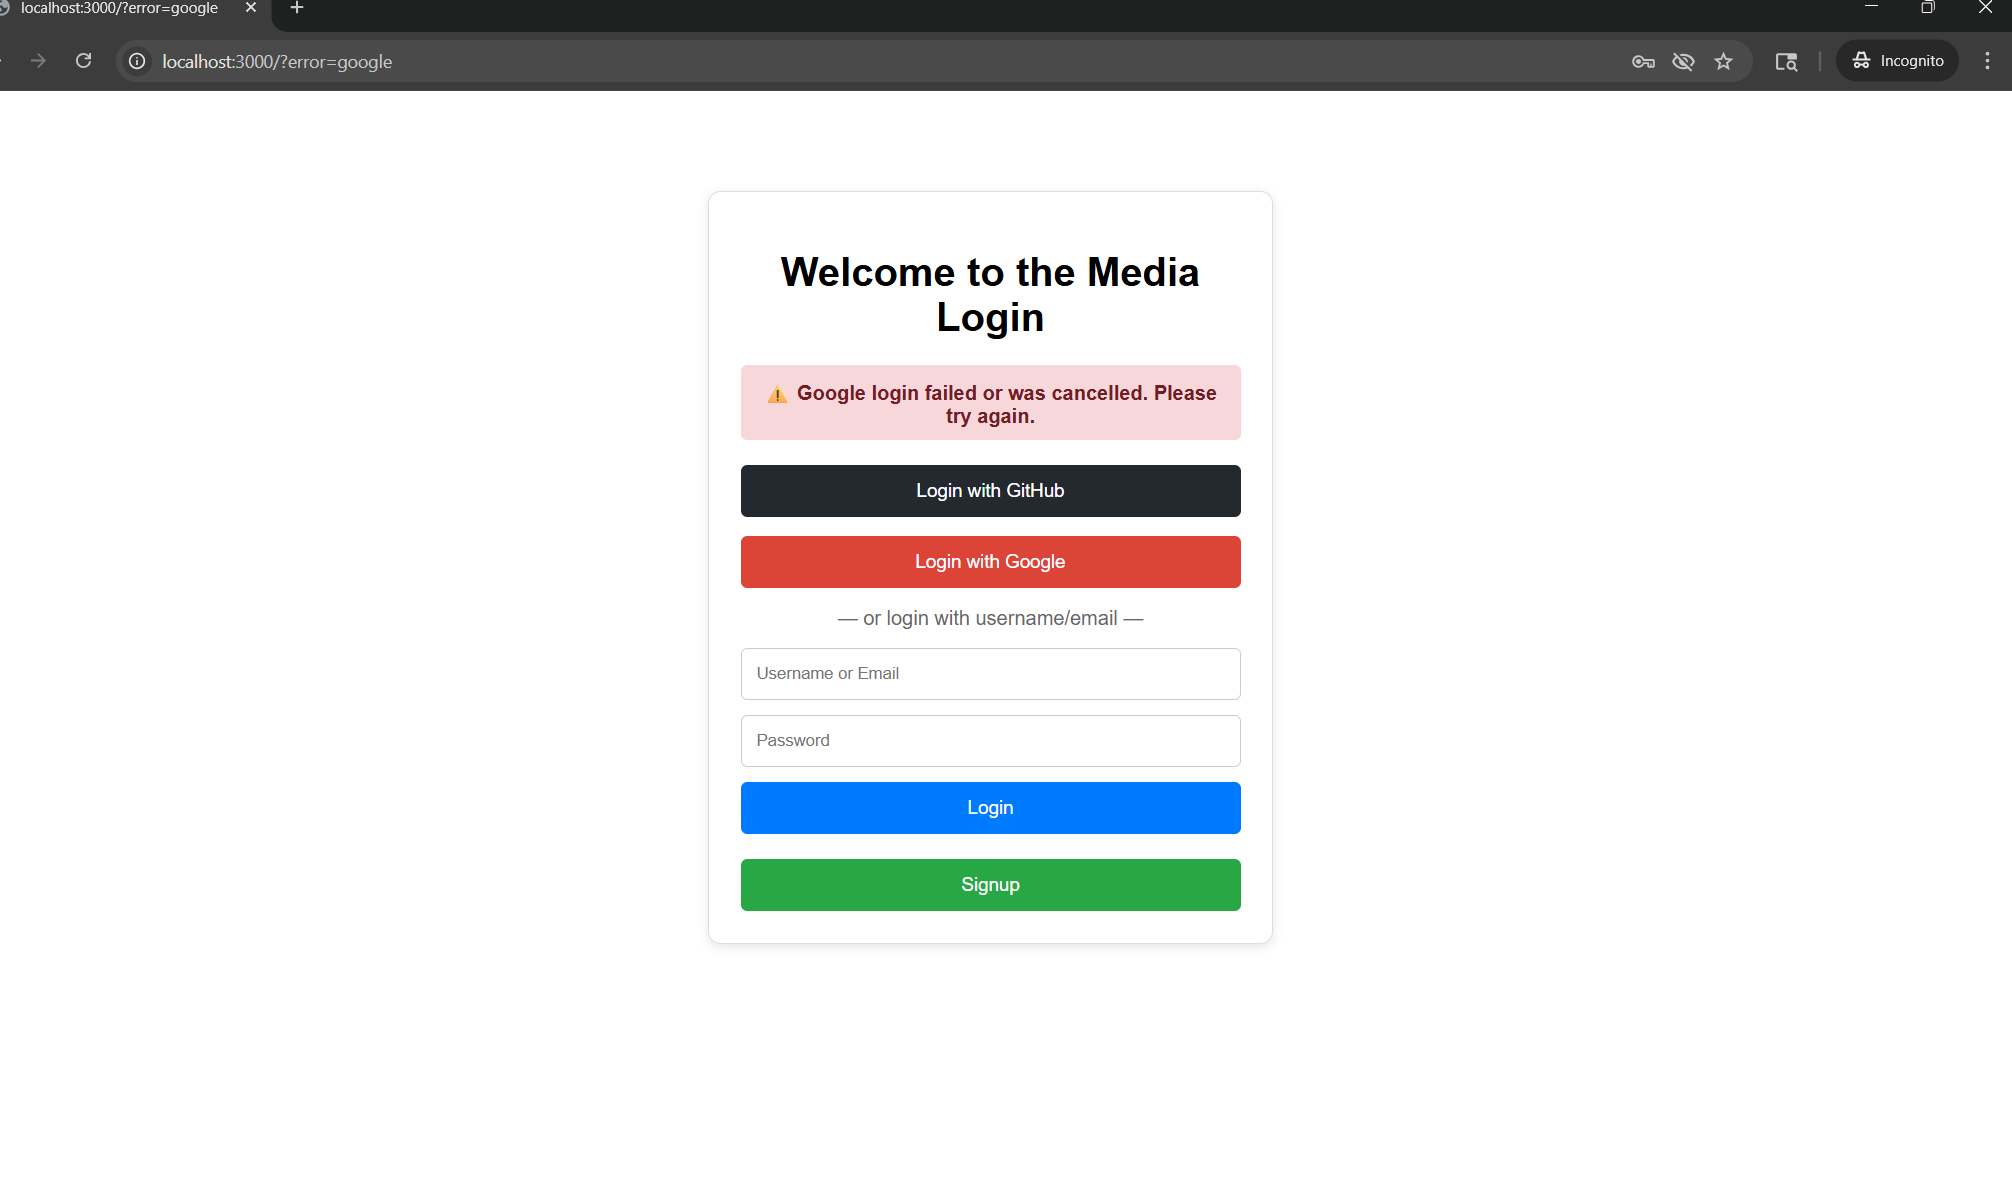 localhost:3000/?error=google
localhost:3000/?error=google
Incognito
Welcome to the Media
Login
⚠️ Google login failed or was cancelled. Please
try again.
Login with GitHub
Login with Google
— or login with username/email —
Username or Email
Password
Login
Signup